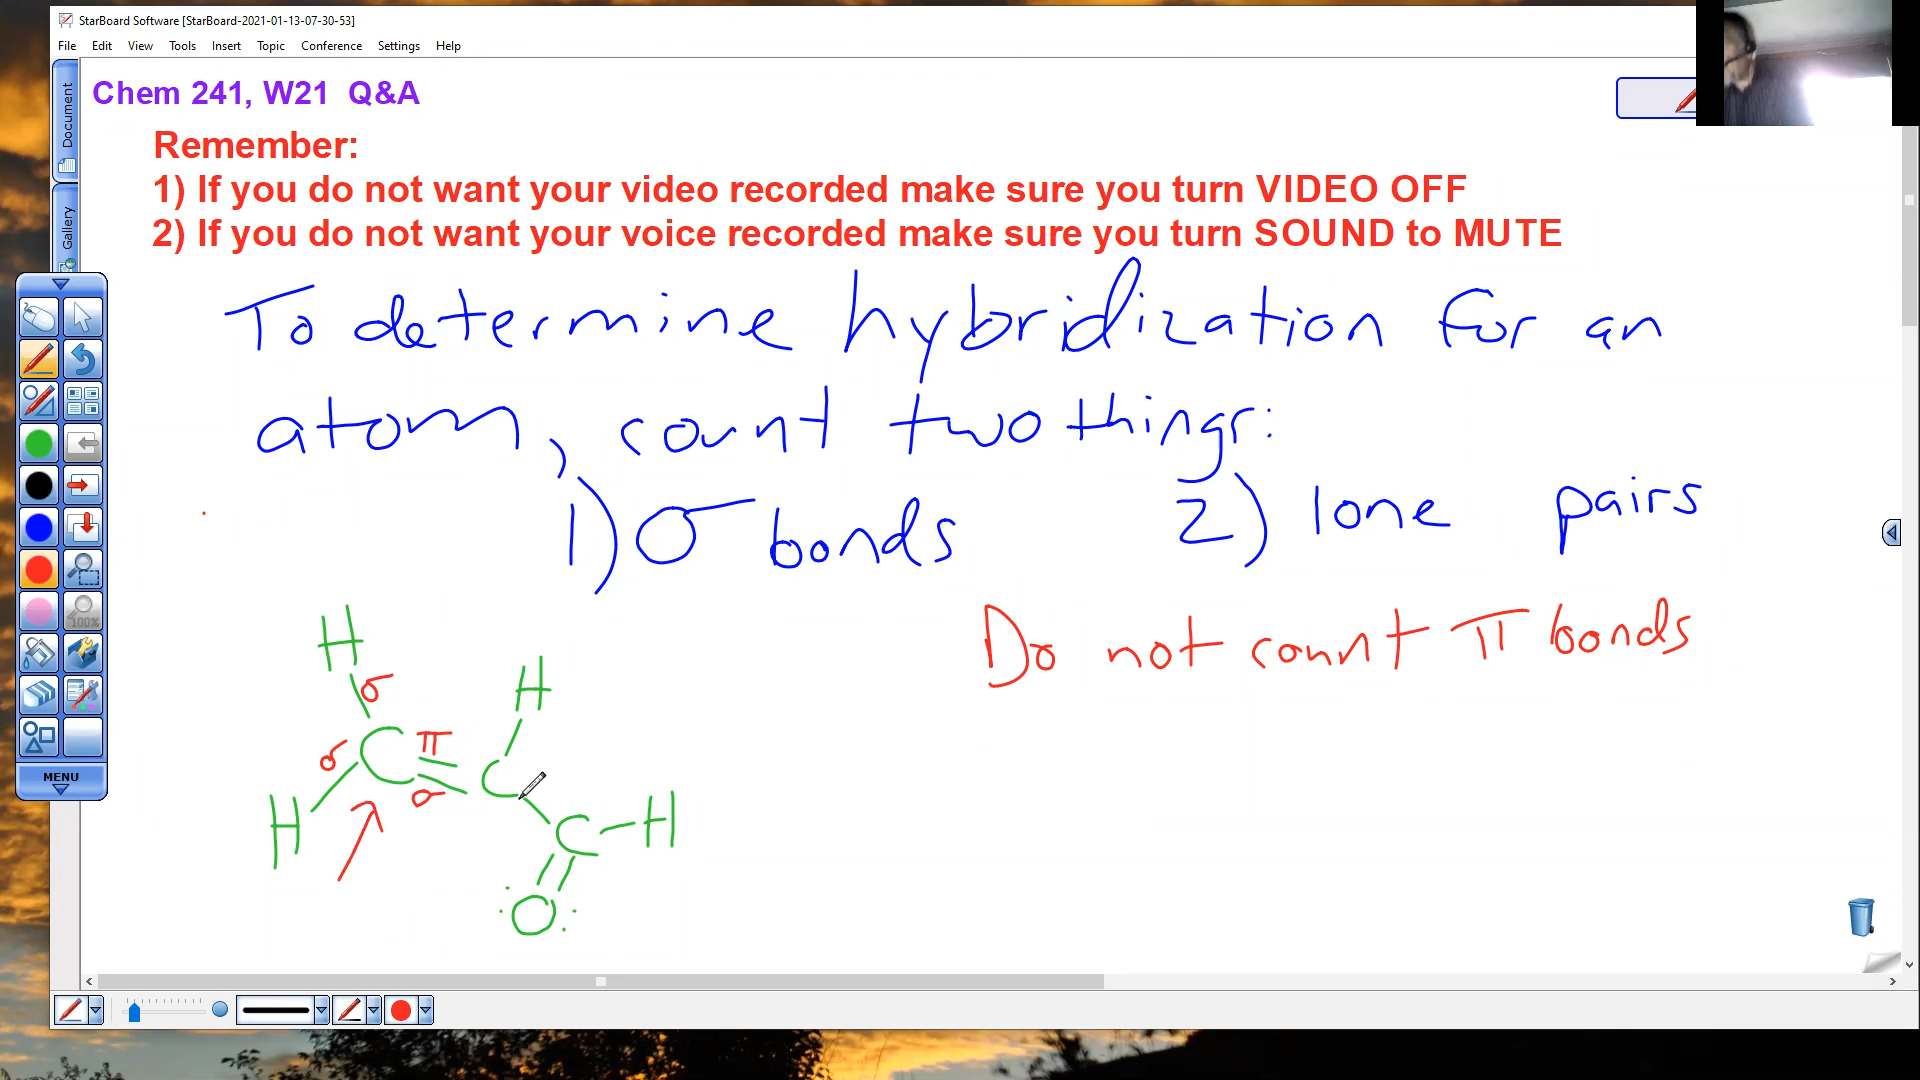 StarBoard Software [StarBoard-2021-01-13-07-30-53]
File Edit View Tools Insert Topic Conference Settings Help
Document
Gallery
Chem 241, W21 Q&A
Remember:
1) If you do not want your video recorded make sure you turn VIDEO OFF
2) If you do not want your voice recorded make sure you turn SOUND to MUTE
To determine hybridization for an
atom, count two things:
1) σ bonds 2) lone pairs
Do not count π bonds
H
σ H
σ C π C
σ
H C H
O
100%
MENU